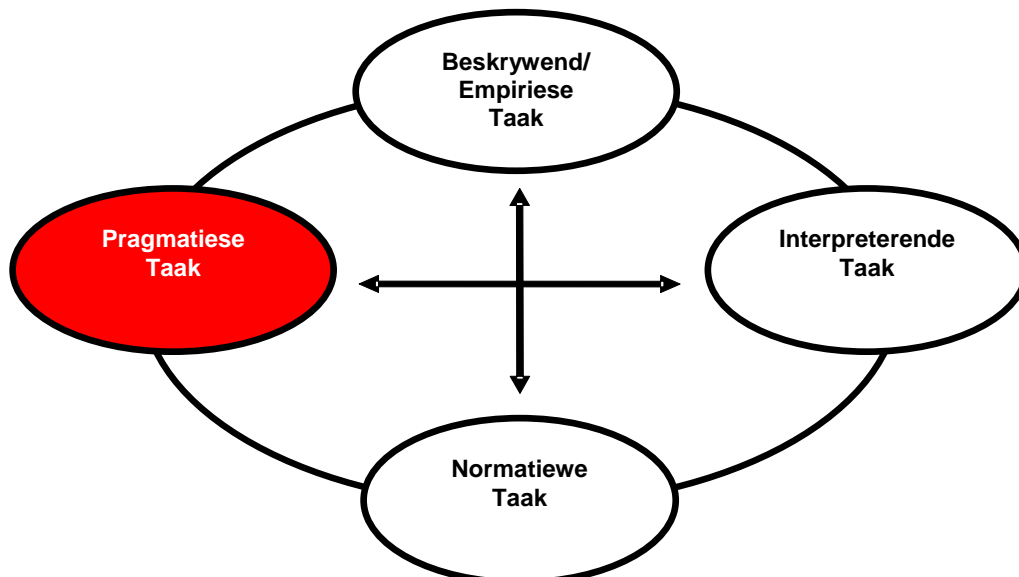 Beskrywend/
Empiriese
Taak
Pragmatiese
Taak
Interpreterende
Taak
Normatiewe
Taak